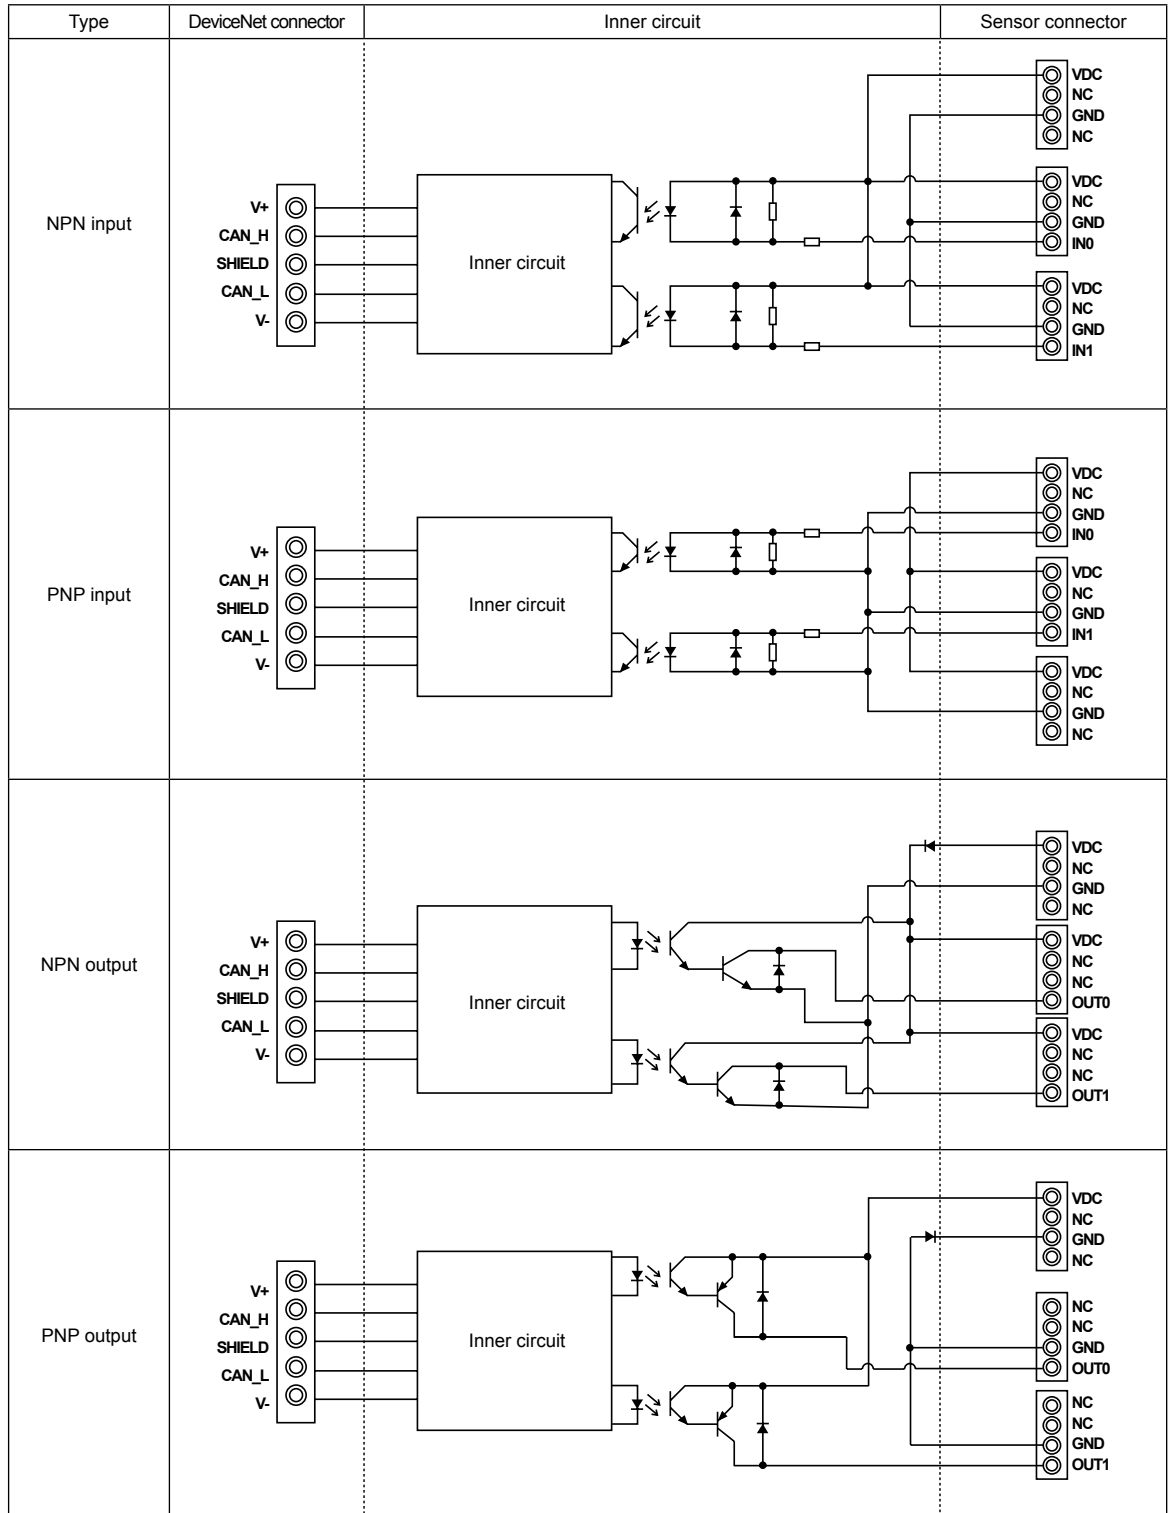 Type DeviceNet connector Inner circuit Sensor connector
NPN input
V+
CAN_H
SHIELD
CAN_L
V-
Inner circuit
VDC
NC
GND
NC
VDC
NC
GND
IN0
VDC
NC
GND
IN1
PNP input
V+
CAN_H
SHIELD
CAN_L
V-
Inner circuit
VDC
NC
GND
IN0
VDC
NC
GND
IN1
VDC
NC
GND
NC
NPN output
V+
CAN_H
SHIELD
CAN_L
V-
Inner circuit
VDC
NC
GND
NC
VDC
NC
NC
OUT0
VDC
NC
NC
OUT1
PNP output
V+
CAN_H
SHIELD
CAN_L
V-
Inner circuit
VDC
NC
GND
NC
NC
NC
GND
OUT0
NC
NC
GND
OUT1